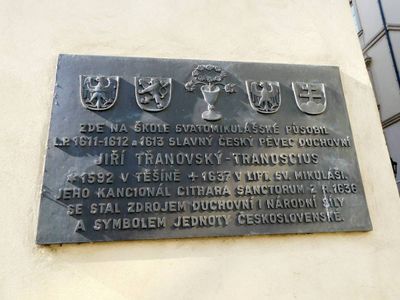 ZDE NA ŠKOLE SVATOMIKULÁŠSKÉ PŮSOBIL
L.P. 1611-1612 a 1613 SLAVNÝ ČESKÝ PĚVEC DUCHOVNÍ
JIŘÍ TŘANOVSKÝ-TRANOSCIUS
* 1592 V TĚŠÍNĚ + 1637 V LIPT. SV. MIKULÁŠI.
JEHO KANCIONÁL CITHARA SANCTORUM Z R. 1636
SE STAL ZDROJEM DUCHOVNÍ I NÁRODNÍ SÍLY
A SYMBOLEM JEDNOTY ČESKOSLOVENSKÉ.